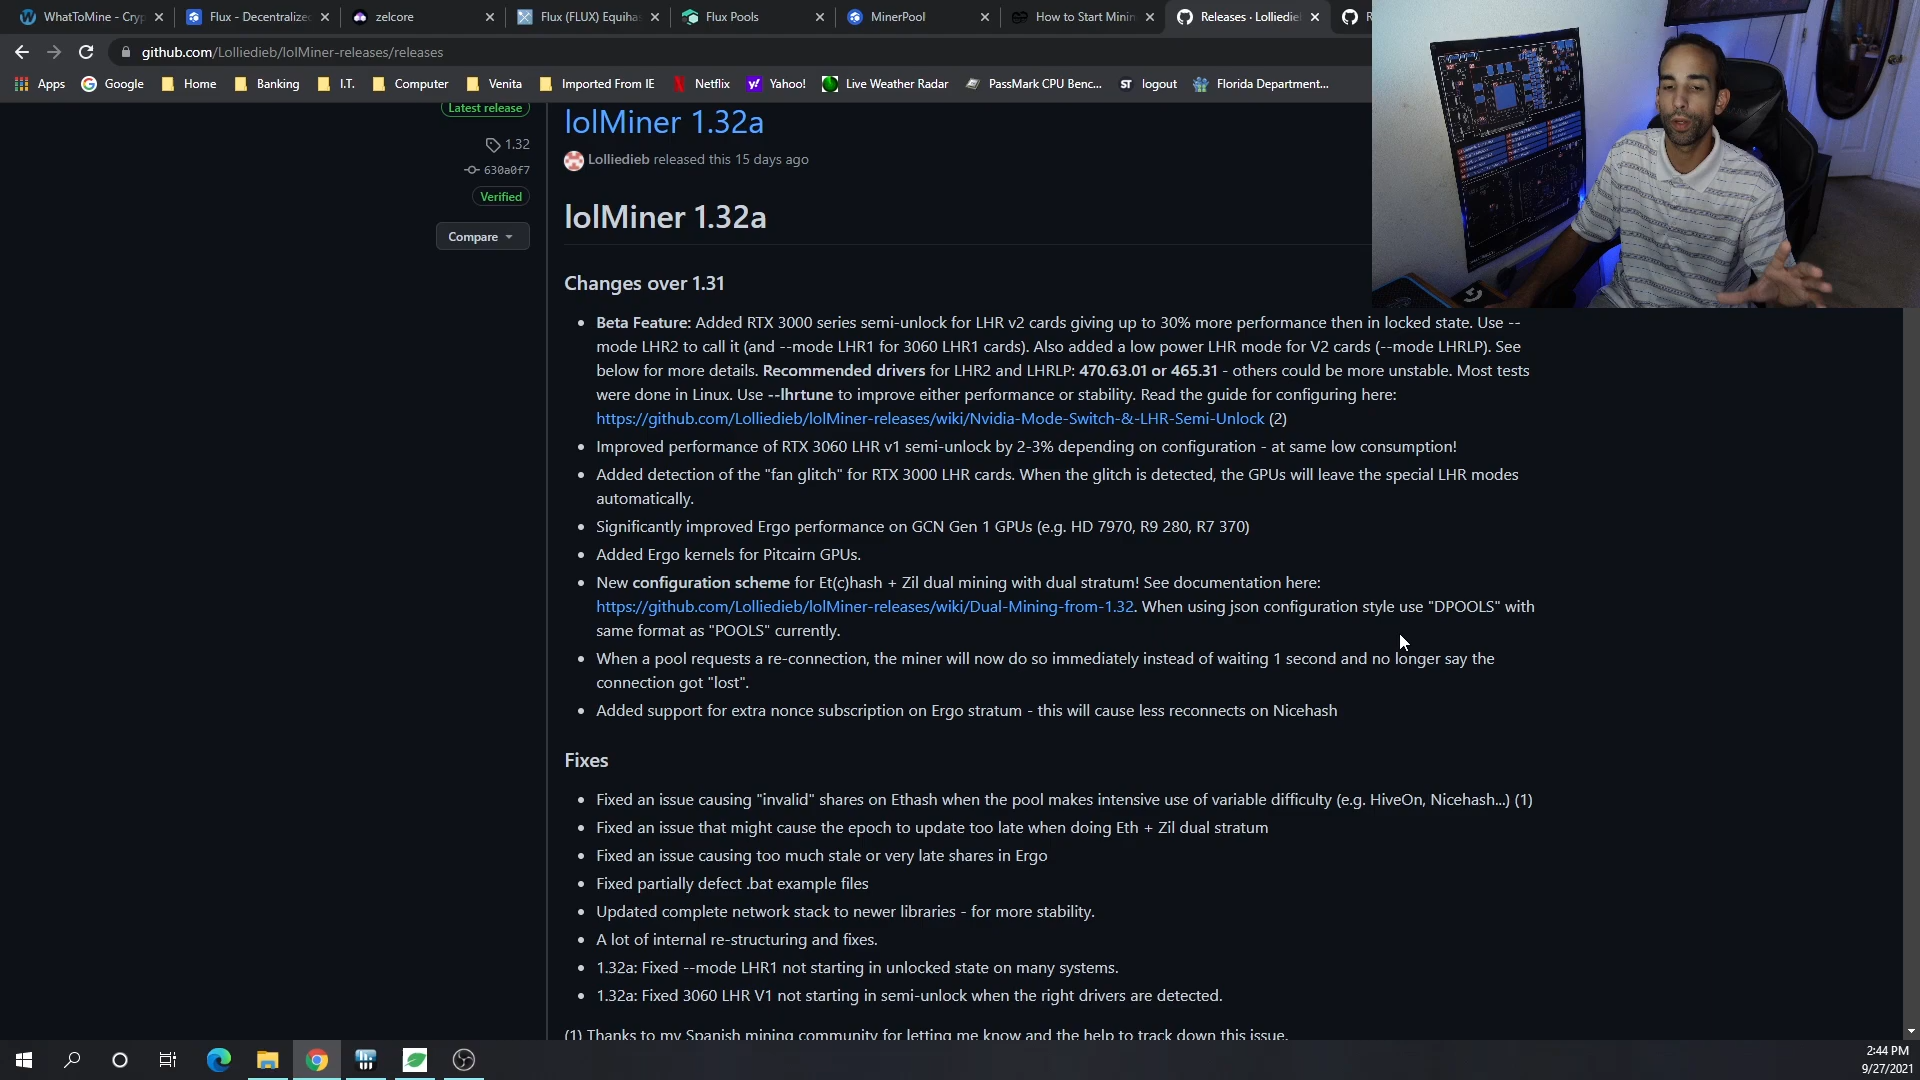 WhatToMine - Cryp
Flux - Decentralized
zelcore
Flux (FLUX) Equiha
Flux Pools
MinerPool
How to Start Minin
Releases · Lolliedie
github.com/Lolliedieb/lolMiner-releases/releases
Apps
Google
Home
Banking
I.T.
Computer
Venita
Imported From IE
Netflix
Yahoo!
Live Weather Radar
PassMark CPU Benc...
ST logout
Florida Department...
Latest release
1.32
630a0f7
Verified
Compare
lolMiner 1.32a
Lolliedieb released this 15 days ago
lolMiner 1.32a
Changes over 1.31
• Beta Feature: Added RTX 3000 series semi-unlock for LHR v2 cards giving up to 30% more performance then in locked state. Use --
mode LHR2 to call it (and --mode LHR1 for 3060 LHR1 cards). Also added a low power LHR mode for V2 cards (--mode LHRLP). See
below for more details. Recommended drivers for LHR2 and LHRLP: 470.63.01 or 465.31 - others could be more unstable. Most tests
were done in Linux. Use --lhrtune to improve either performance or stability. Read the guide for configuring here:
https://github.com/Lolliedieb/lolMiner-releases/wiki/Nvidia-Mode-Switch-&-LHR-Semi-Unlock (2)
• Improved performance of RTX 3060 LHR v1 semi-unlock by 2-3% depending on configuration - at same low consumption!
• Added detection of the "fan glitch" for RTX 3000 LHR cards. When the glitch is detected, the GPUs will leave the special LHR modes
automatically.
• Significantly improved Ergo performance on GCN Gen 1 GPUs (e.g. HD 7970, R9 280, R7 370)
• Added Ergo kernels for Pitcairn GPUs.
• New configuration scheme for Et(c)hash + Zil dual mining with dual stratum! See documentation here:
https://github.com/Lolliedieb/lolMiner-releases/wiki/Dual-Mining-from-1.32. When using json configuration style use "DPOOLS" with
same format as "POOLS" currently.
• When a pool requests a re-connection, the miner will now do so immediately instead of waiting 1 second and no longer say the
connection got "lost".
• Added support for extra nonce subscription on Ergo stratum - this will cause less reconnects on Nicehash
Fixes
• Fixed an issue causing "invalid" shares on Ethash when the pool makes intensive use of variable difficulty (e.g. HiveOn, Nicehash...) (1)
• Fixed an issue that might cause the epoch to update too late when doing Eth + Zil dual stratum
• Fixed an issue causing too much stale or very late shares in Ergo
• Fixed partially defect .bat example files
• Updated complete network stack to newer libraries - for more stability.
• A lot of internal re-structuring and fixes.
• 1.32a: Fixed --mode LHR1 not starting in unlocked state on many systems.
• 1.32a: Fixed 3060 LHR V1 not starting in semi-unlock when the right drivers are detected.
(1) Thanks to my Spanish mining community for letting me know and the help to track down this issue.
2:44 PM
9/27/2021